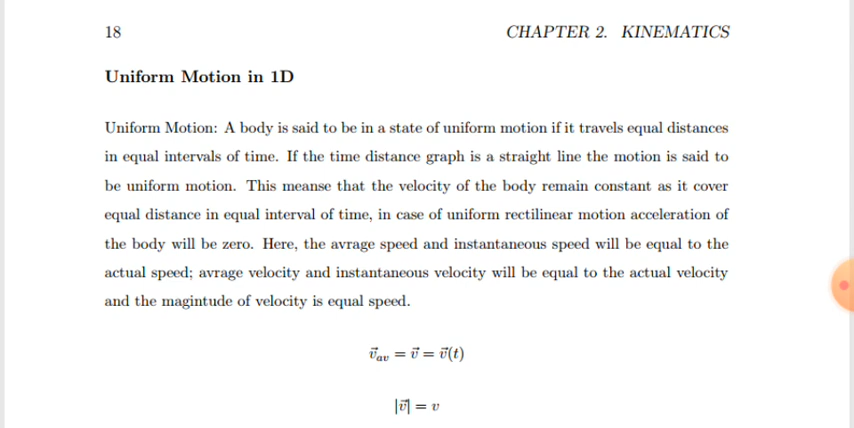 18 CHAPTER 2. KINEMATICS
Uniform Motion in 1D
Uniform Motion: A body is said to be in a state of uniform motion if it travels equal distances
in equal intervals of time. If the time distance graph is a straight line the motion is said to
be uniform motion. This meanse that the velocity of the body remain constant as it cover
equal distance in equal interval of time, in case of uniform rectilinear motion acceleration of
the body will be zero. Here, the avrage speed and instantaneous speed will be equal to the
actual speed; avrage velocity and instantaneous velocity will be equal to the actual velocity
and the magintude of velocity is equal speed.
v⃗_av = v⃗ = v⃗(t)
|v⃗| = v